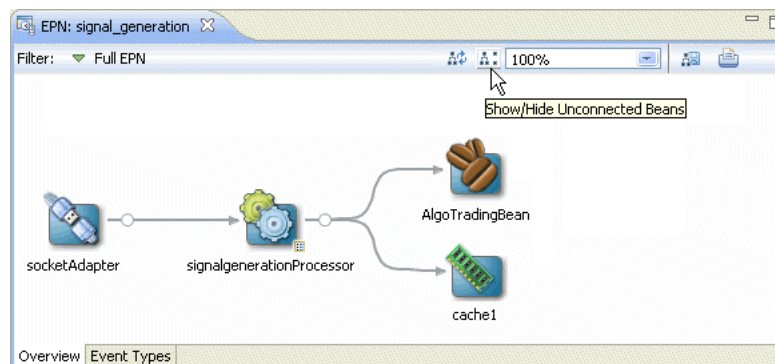 EPN: signal_generation
Filter: Full EPN 100%
Show/Hide Unconnected Beans
AlgoTradingBean
socketAdapter signalgenerationProcessor
cache1
Overview Event Types